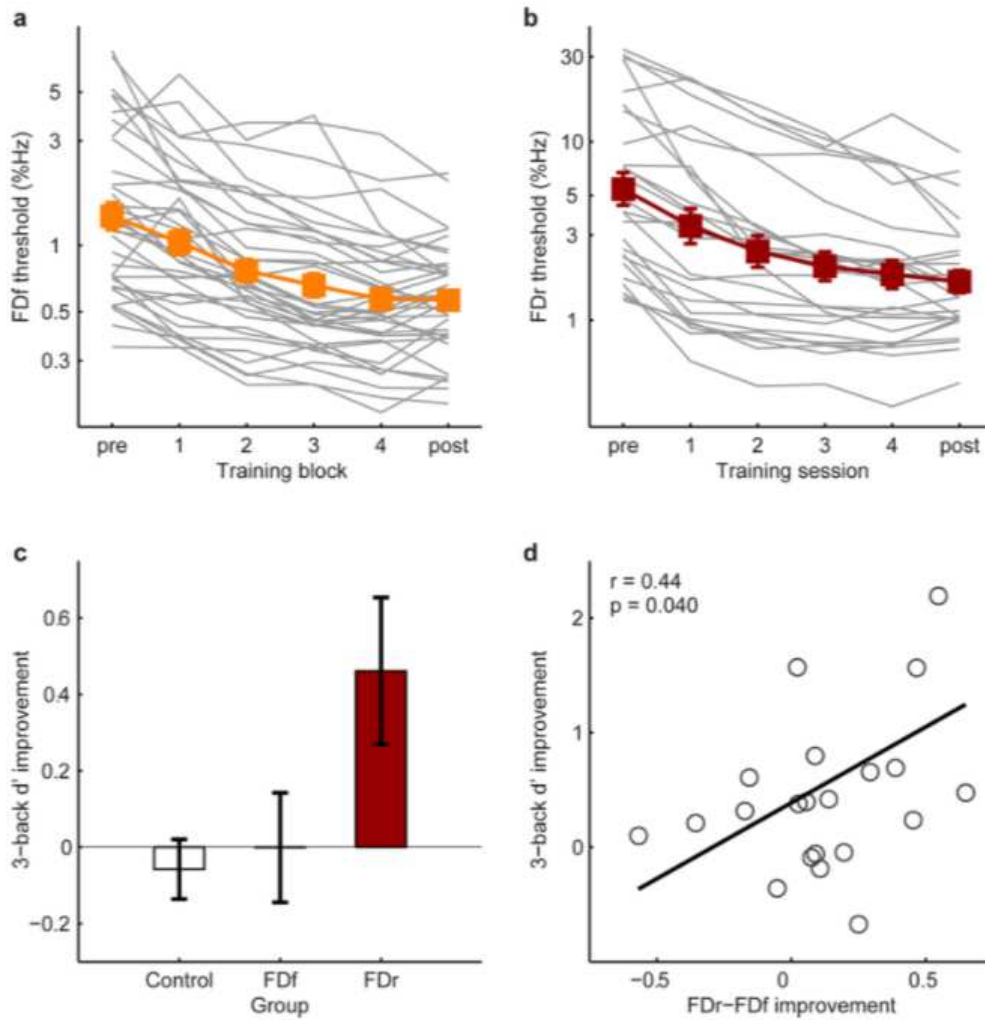 a
FDf threshold (%Hz)
5
3
1
0.5
0.3
pre 1 2 3 4 post
Training block
b
FDr threshold (%Hz)
30
10
5
3
1
pre 1 2 3 4 post
Training session
c
3-back d' improvement
0.6
0.4
0.2
0
−0.2
Control FDf FDr
Group
d
r = 0.44
p = 0.040
3-back d' improvement
2
1
0
−0.5 0 0.5
FDr−FDf improvement